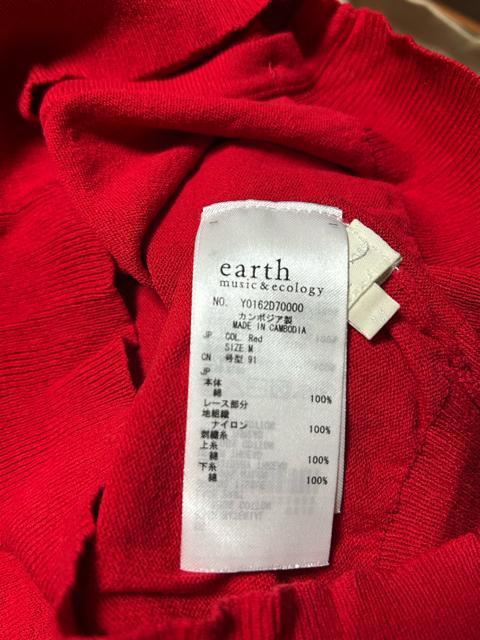 earth
music&ecology
NO. Y0162D70000
カンボジア製
MADE IN CAMBODIA
JP COL. Red
SIZE M
CN 号型 91
JP
本体
綿 100%
レース部分
地組織
ナイロン 100%
刺繍糸
上糸
綿 100%
下糸
綿 100%